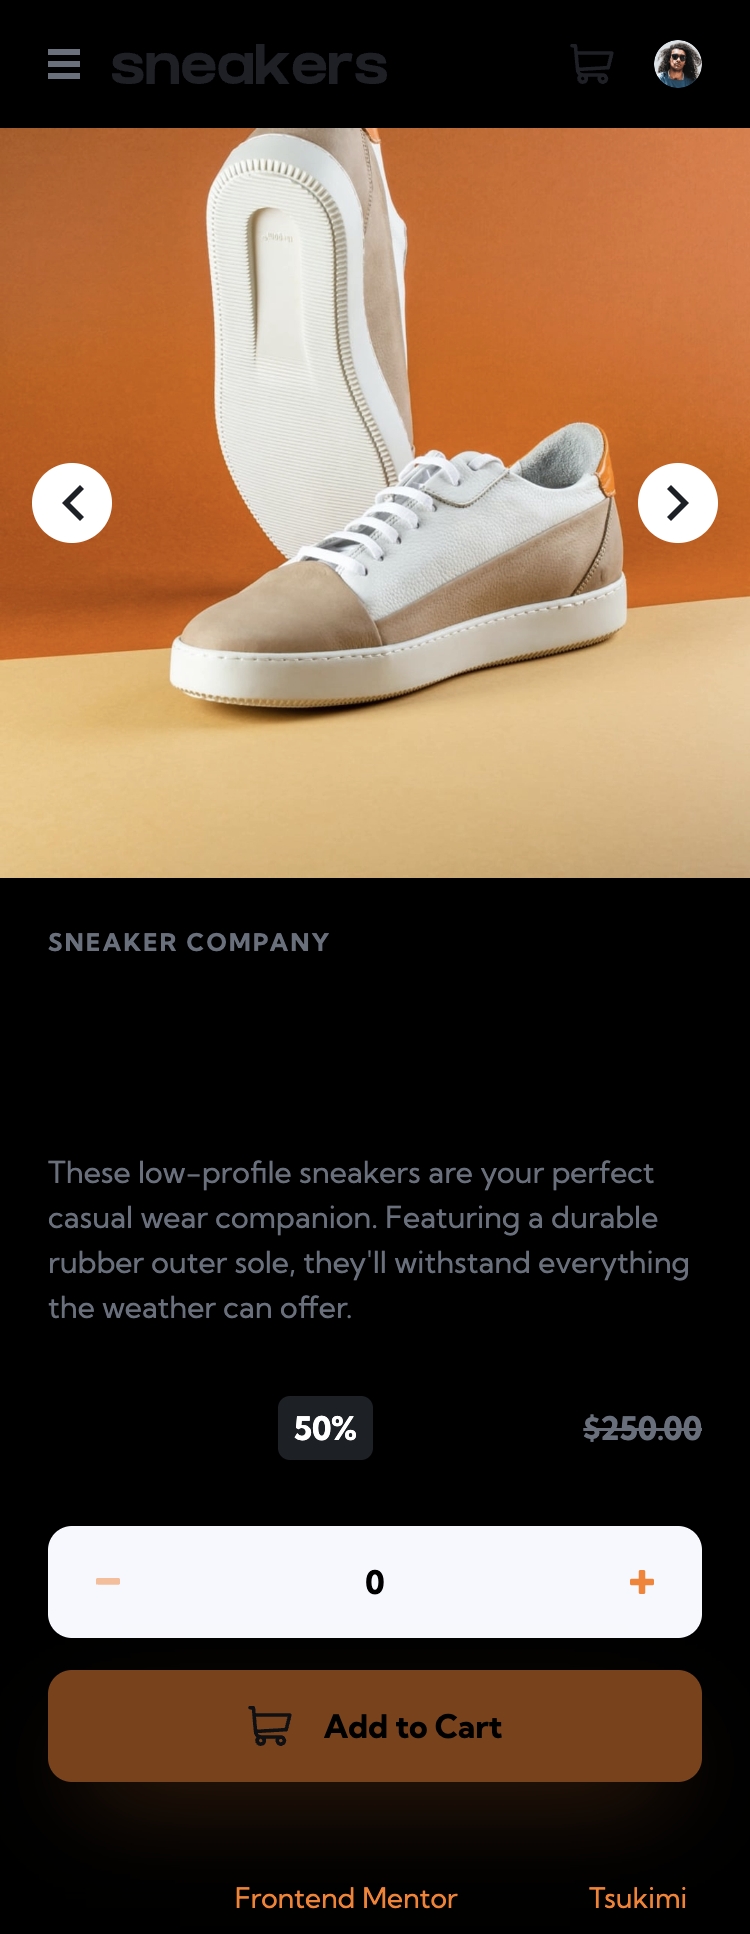 sneakers
SNEAKER COMPANY
These low-profile sneakers are your perfect
casual wear companion. Featuring a durable
rubber outer sole, they'll withstand everything
the weather can offer.
50% $250.00
0
Add to Cart
Frontend Mentor Tsukimi